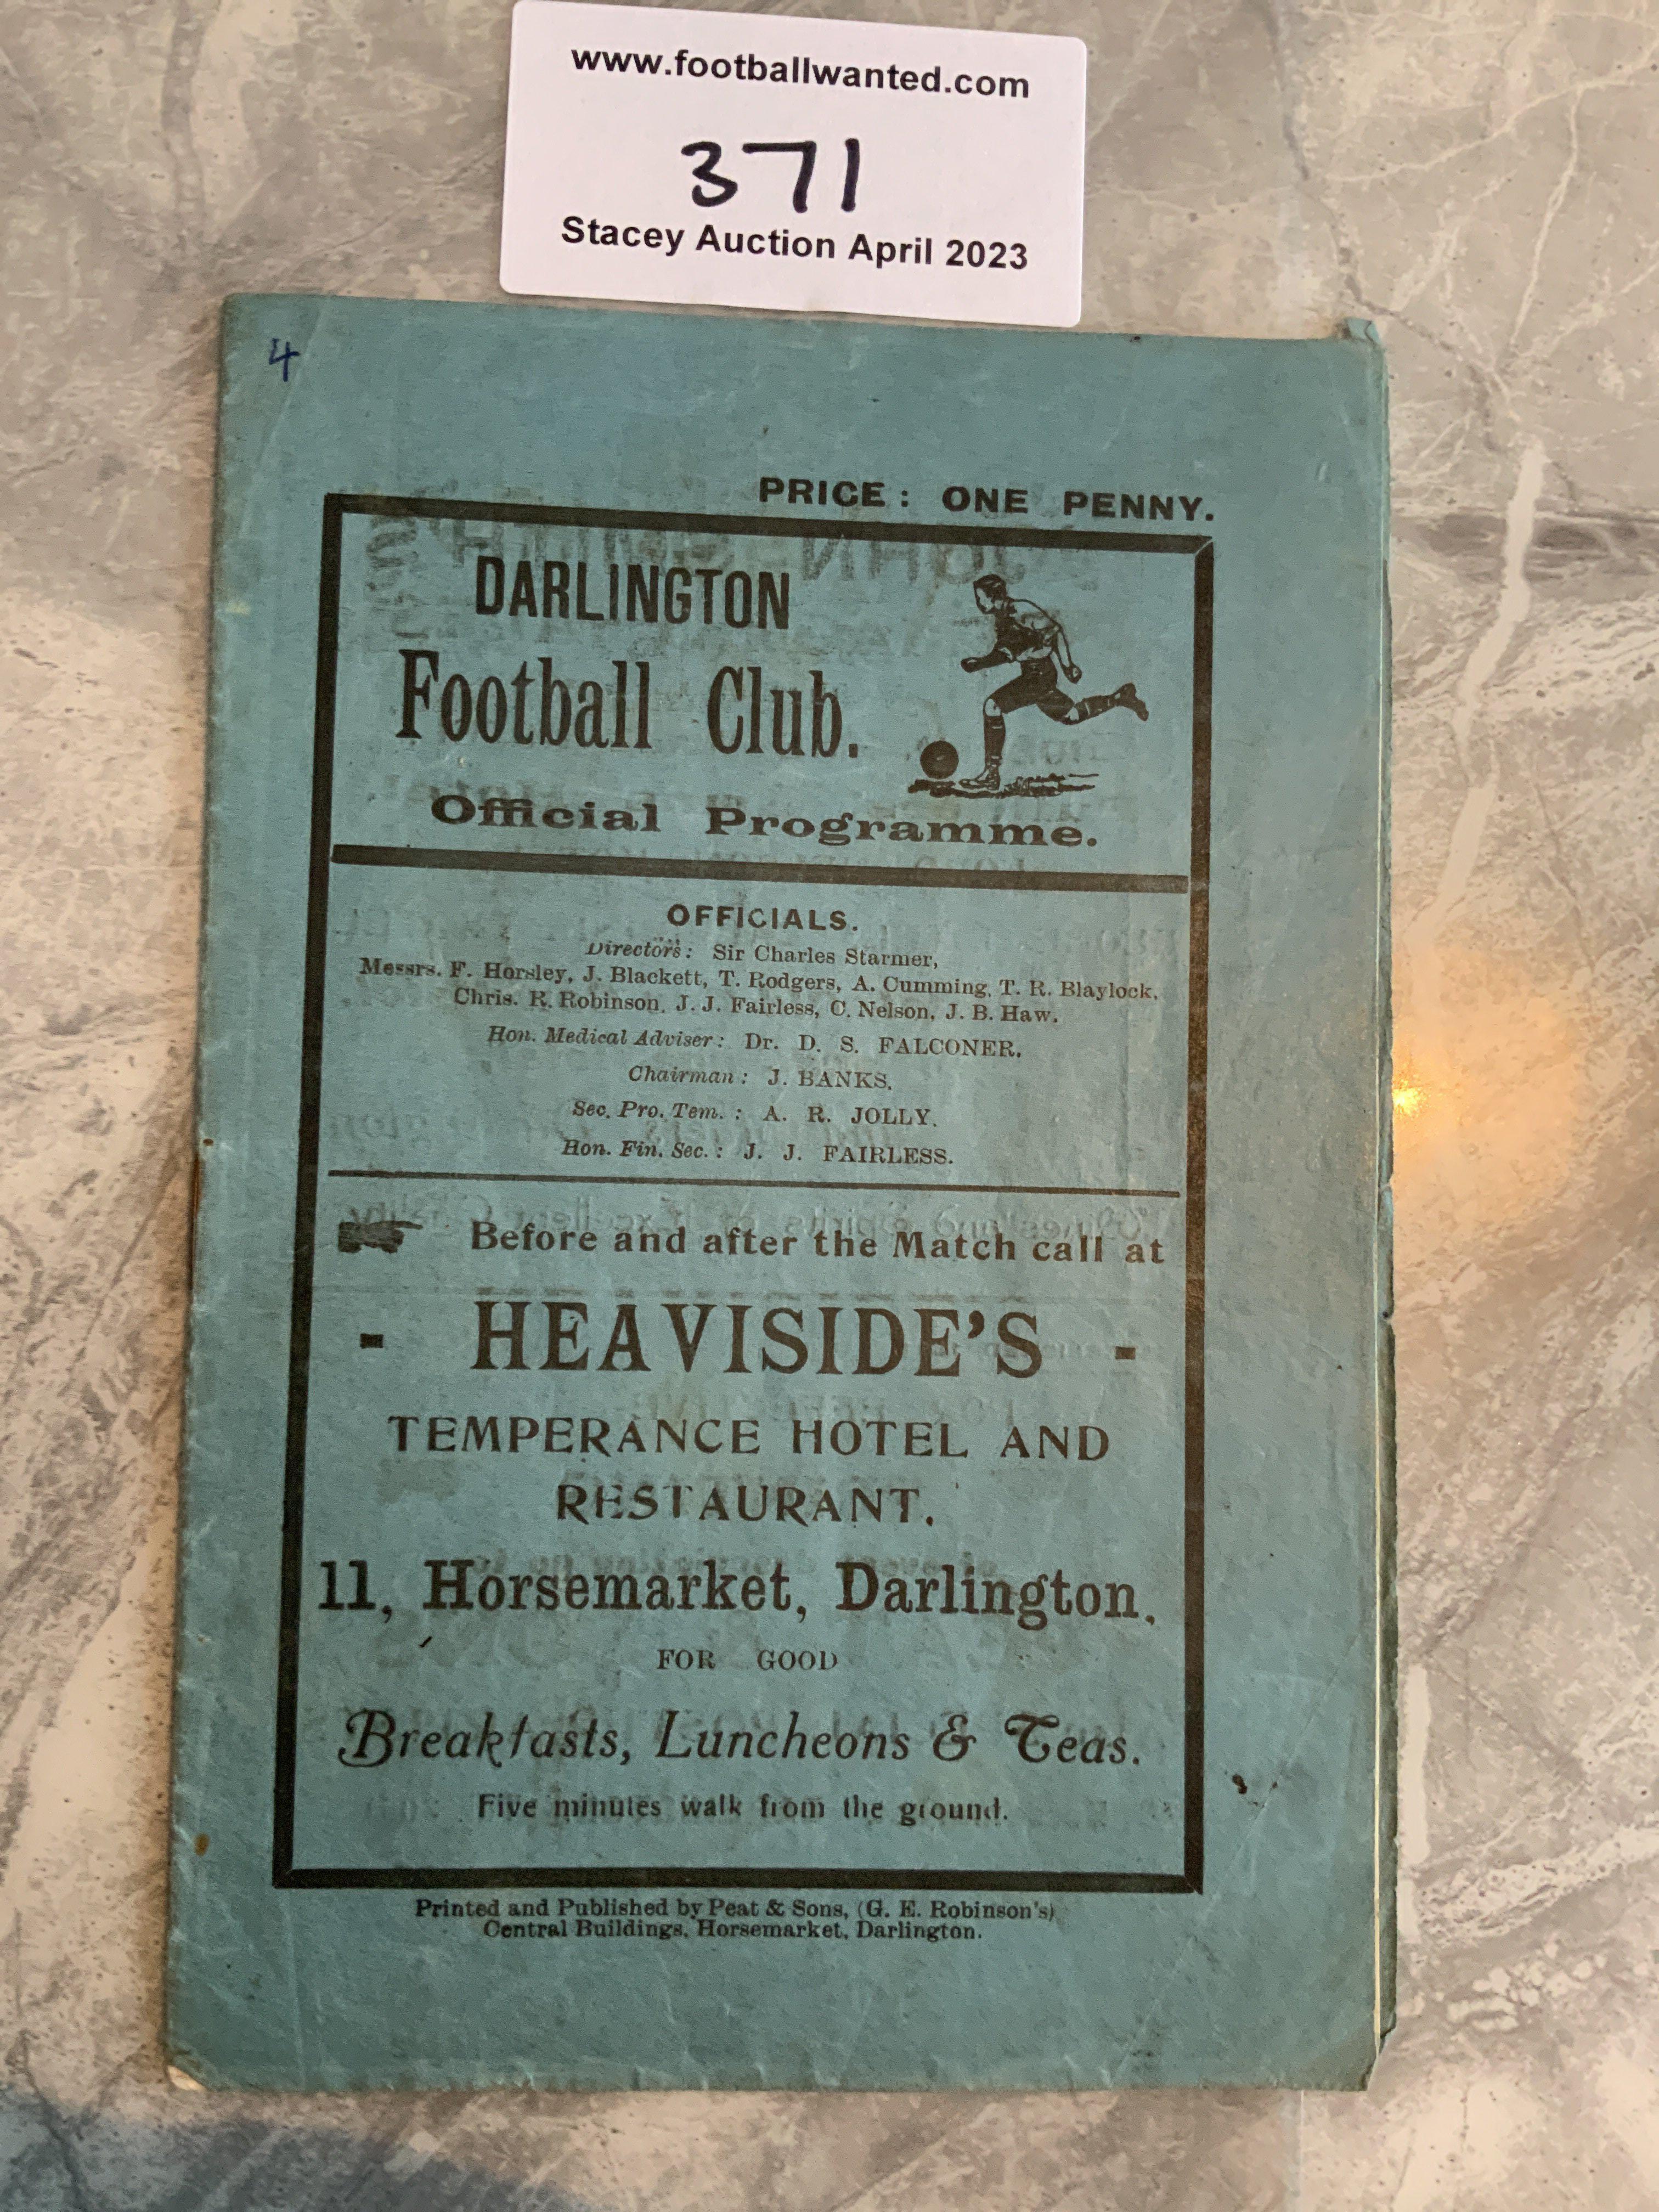 www.footballwanted.com
371
Stacey Auction April 2023
4
PRICE: ONE PENNY.
DARLINGTON
Football Club.
Official Programme.
OFFICIALS.
Directors: Sir Charles Starmer,
Messrs. F. Horsley, J. Blackett, T. Rodgers, A. Cumming, T. R. Blaylock,
Chris. R. Robinson, J. J. Fairless, C. Nelson, J. B. Haw.
Hon. Medical Adviser: Dr. D. S. FALCONER.
Chairman: J. BANKS.
Sec. Pro. Tem.: A. R. JOLLY.
Hon. Fin. Sec.: J. J. FAIRLESS.
Before and after the Match call at
- HEAVISIDE'S -
TEMPERANCE HOTEL AND
RESTAURANT.
11, Horsemarket, Darlington.
FOR GOOD
Breakfasts, Luncheons & Teas.
Five minutes walk from the ground.
Printed and Published by Peat & Sons, (G. E. Robinson's)
Central Buildings, Horsemarket, Darlington.